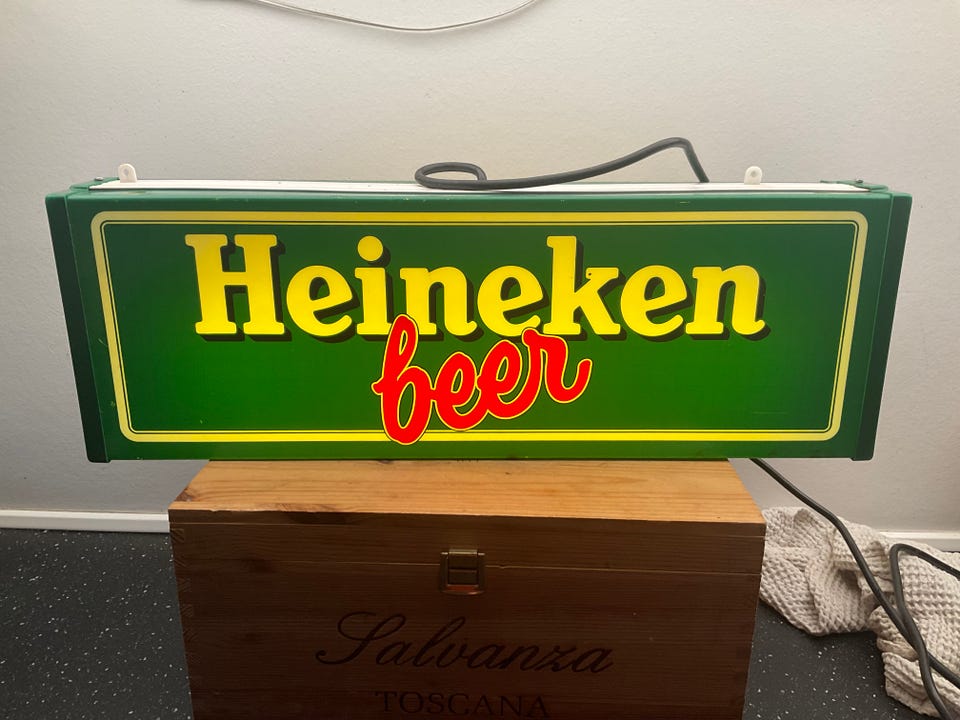 Heineken
beer
Salvanza
TOSCANA